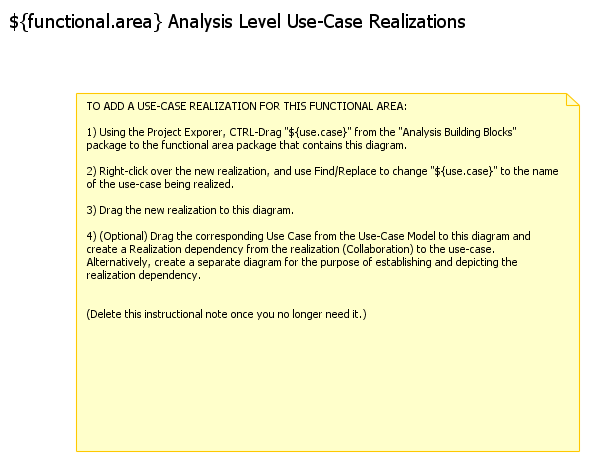 ${functional.area} Analysis Level Use-Case Realizations
TO ADD A USE-CASE REALIZATION FOR THIS FUNCTIONAL AREA:
1) Using the Project Exporer, CTRL-Drag "${use.case}" from the "Analysis Building Blocks"
package to the functional area package that contains this diagram.
2) Right-click over the new realization, and use Find/Replace to change "${use.case}" to the name
of the use-case being realized.
3) Drag the new realization to this diagram.
4) (Optional) Drag the corresponding Use Case from the Use-Case Model to this diagram and
create a Realization dependency from the realization (Collaboration) to the use-case.
Alternatively, create a separate diagram for the purpose of establishing and depicting the
realization dependency.
(Delete this instructional note once you no longer need it.)